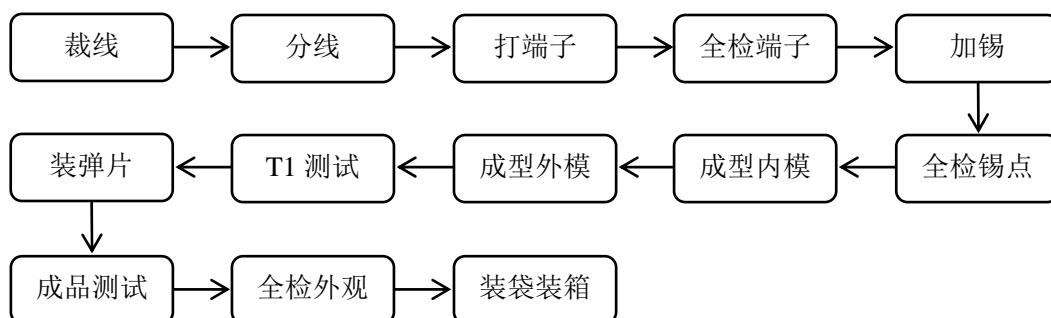 裁线
分线
打端子
全检端子
加锡
全检锡点
成型内模
成型外模
T1 测试
装弹片
成品测试
全检外观
装袋装箱